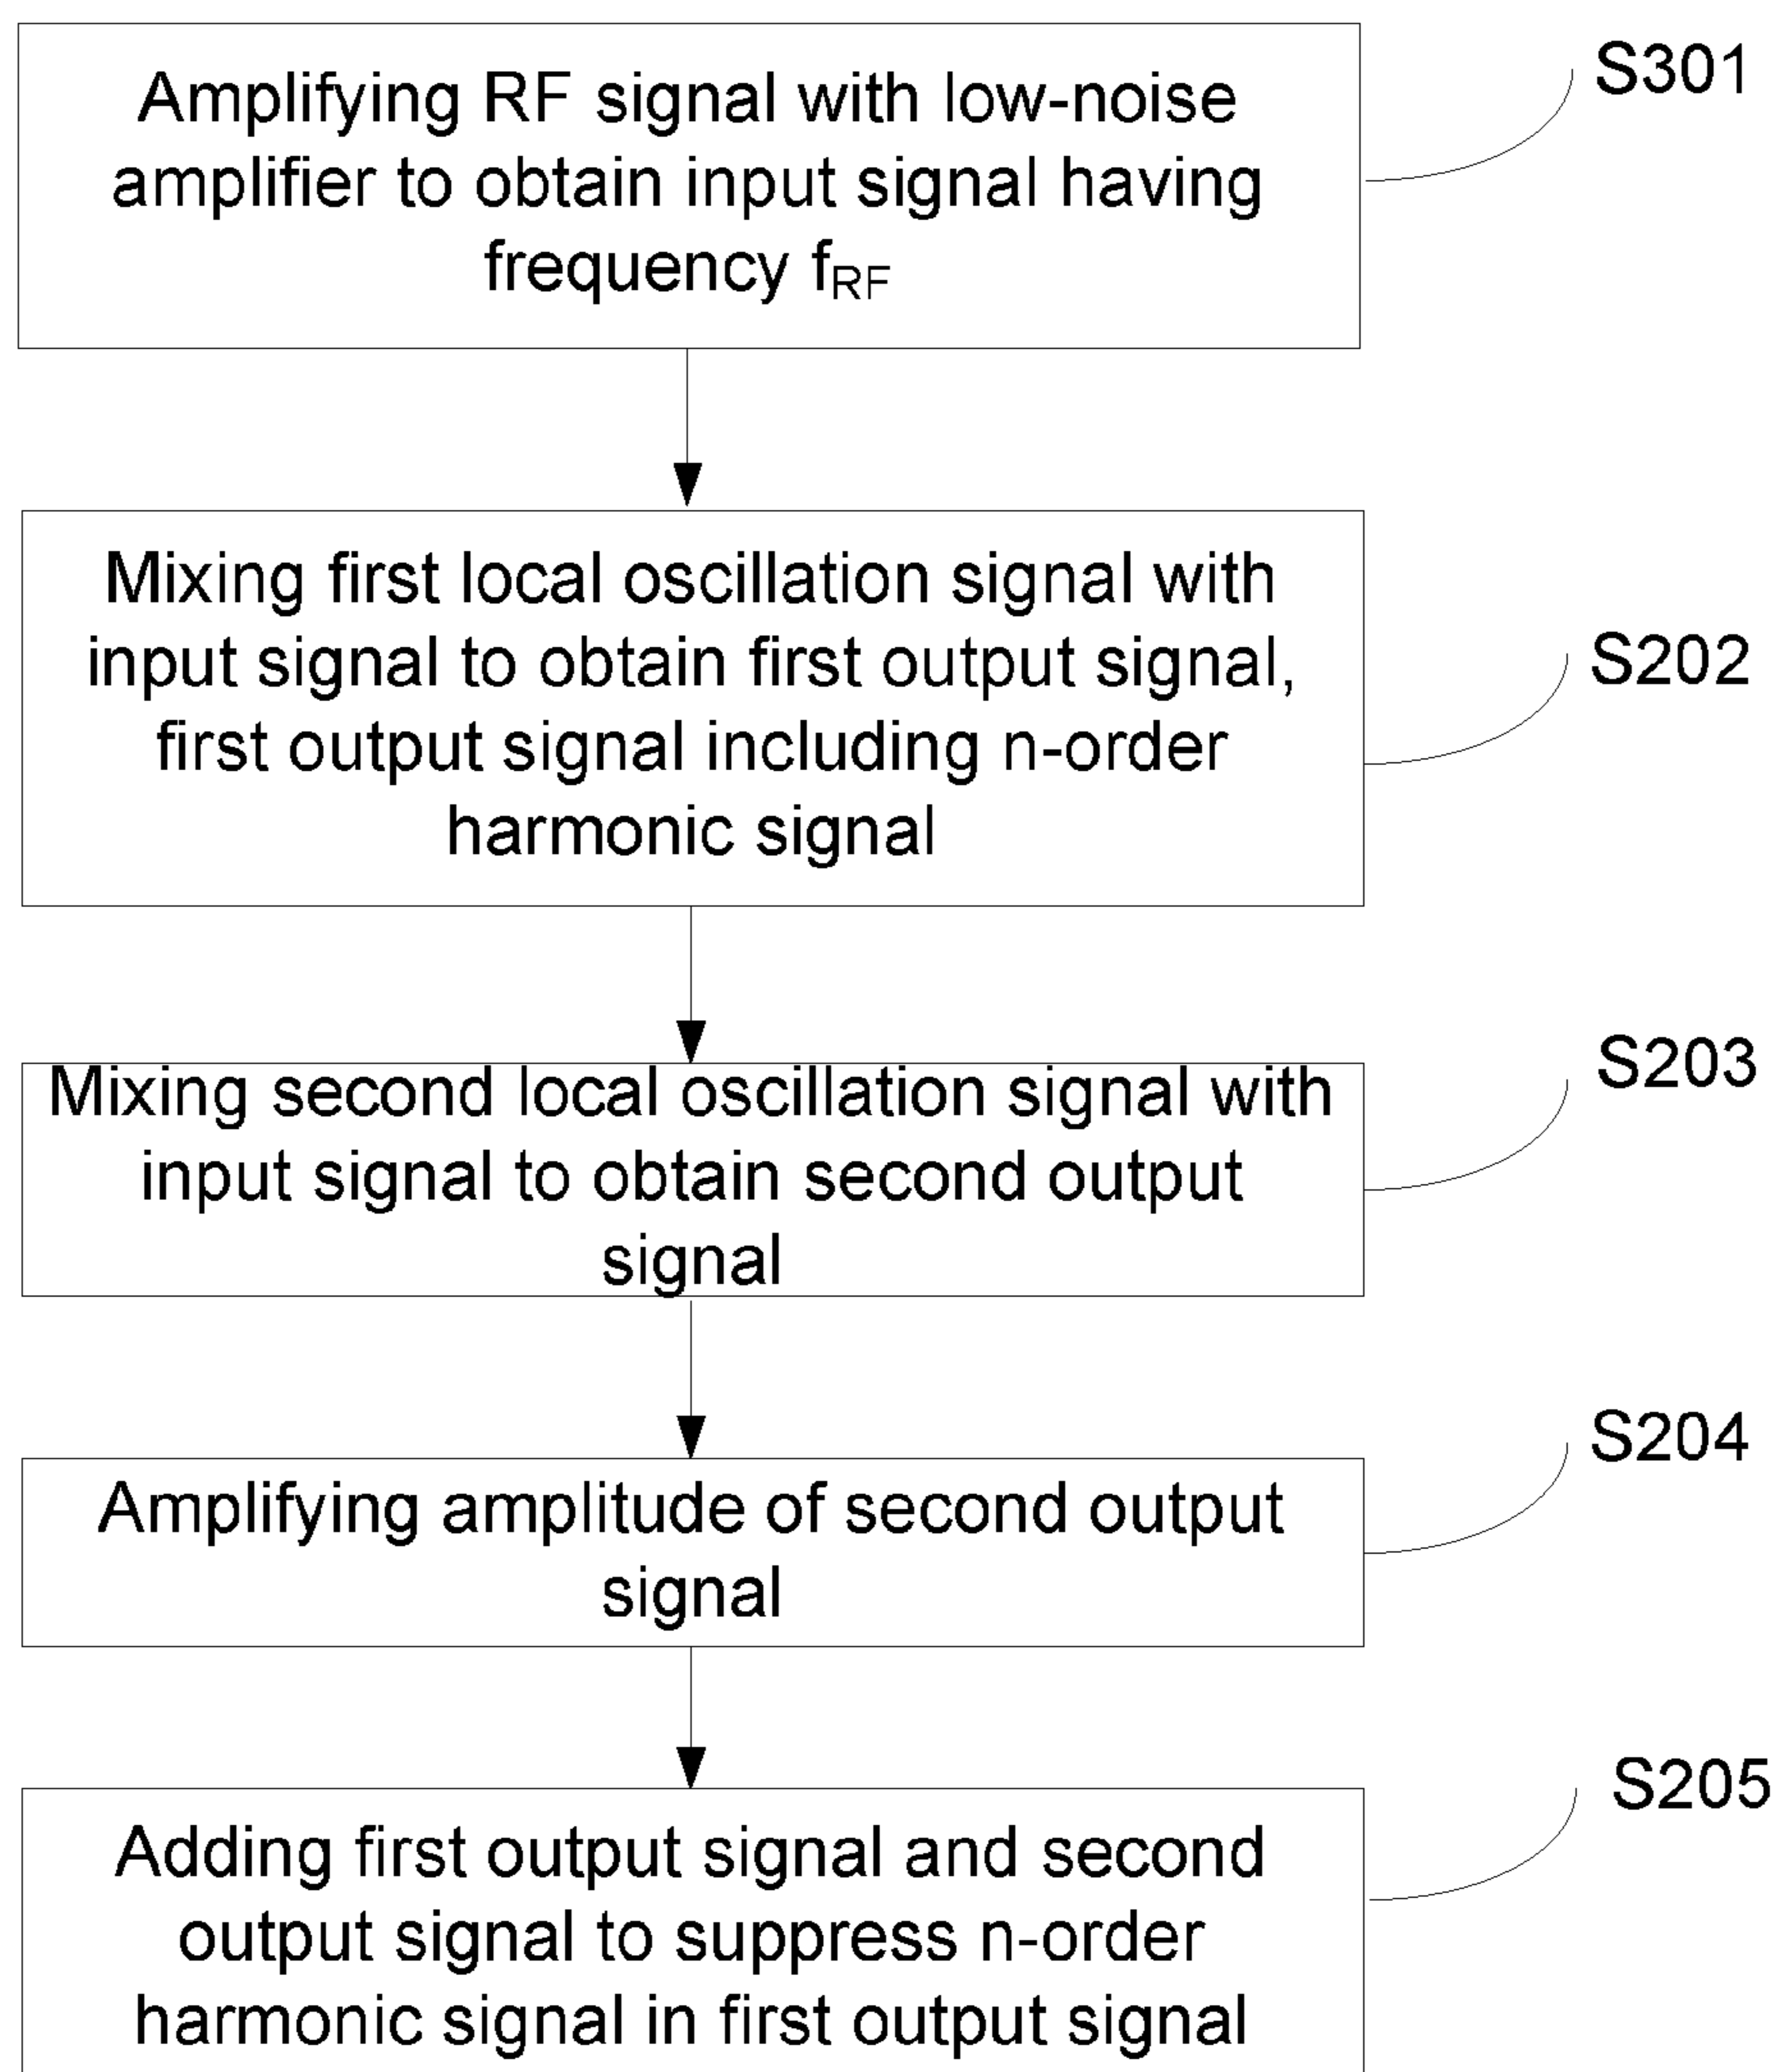 Amplifying RF signal with low-noise
amplifier to obtain input signal having
frequency fRF
S301
Mixing first local oscillation signal with
input signal to obtain first output signal,
first output signal including n-order
harmonic signal
S202
Mixing second local oscillation signal with
input signal to obtain second output
signal
S203
Amplifying amplitude of second output
signal
S204
Adding first output signal and second
output signal to suppress n-order
harmonic signal in first output signal
S205